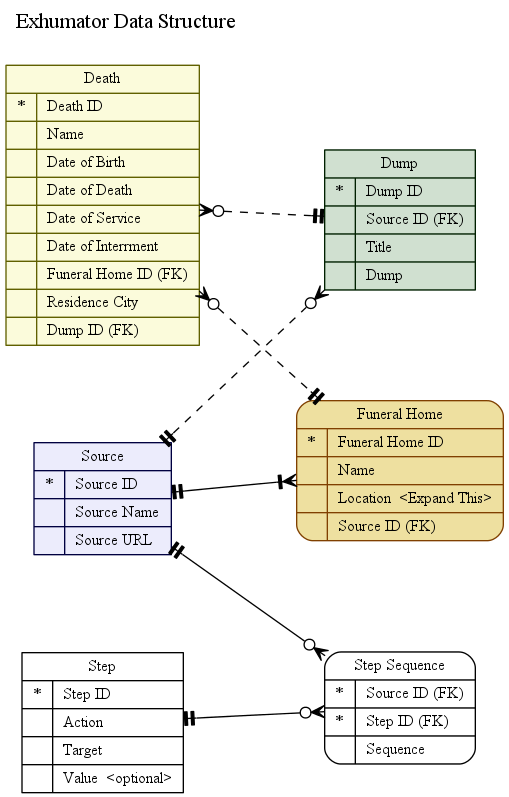 Exhumator Data Structure
Death
* Death ID
Name
Date of Birth
Date of Death
Date of Service
Date of Interrment
Funeral Home ID (FK)
Residence City
Dump ID (FK)
Dump
* Dump ID
Source ID (FK)
Title
Dump
Funeral Home
* Funeral Home ID
Name
Location <Expand This>
Source ID (FK)
Source
* Source ID
Source Name
Source URL
Step
* Step ID
Action
Target
Value <optional>
Step Sequence
* Source ID (FK)
* Step ID (FK)
Sequence